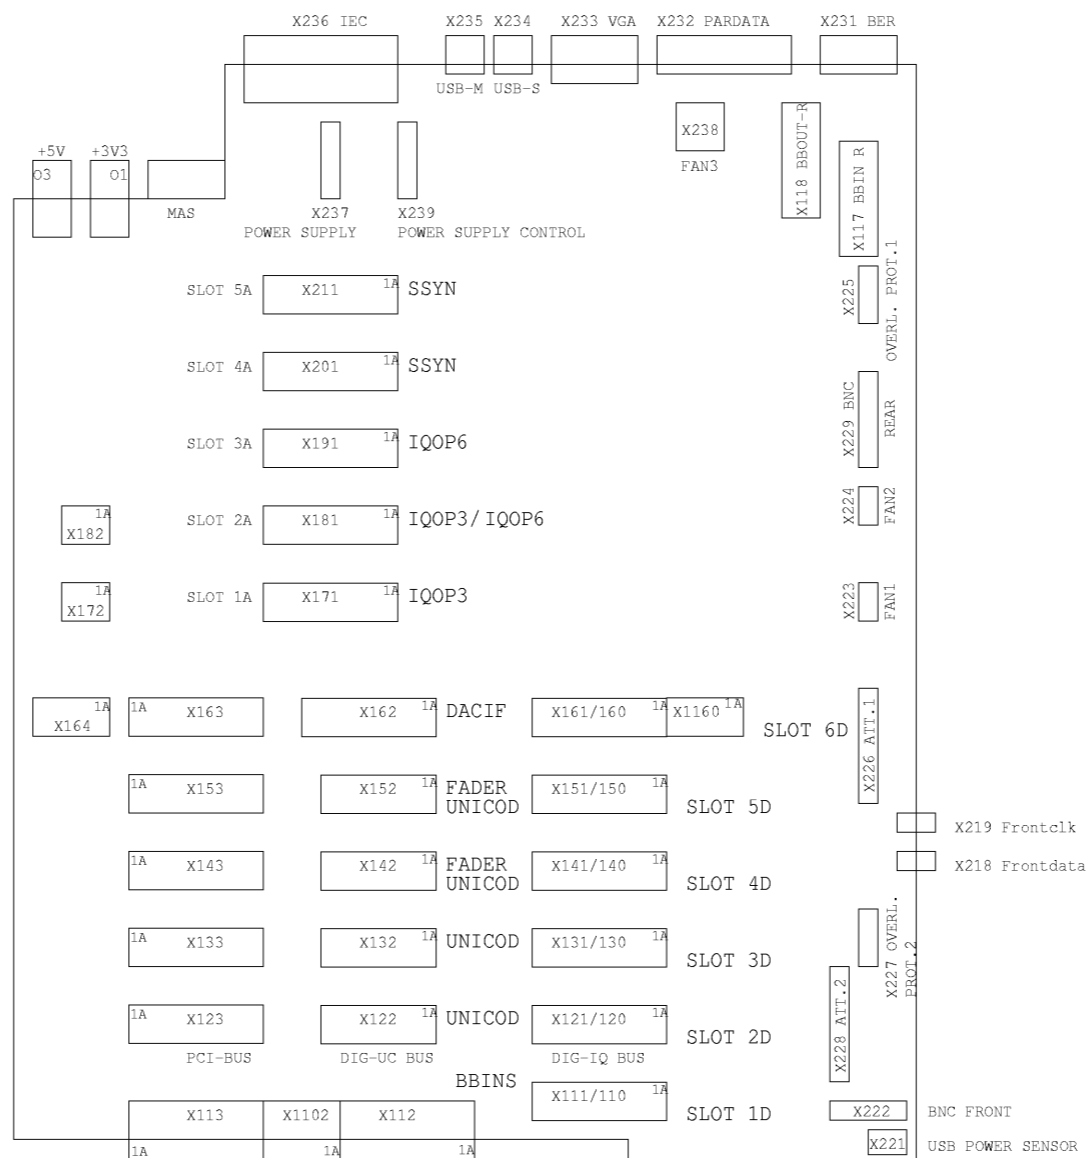 X236 IEC
X235 X234
X233 VGA
X232 PARDATA
X231 BER
USB-M USB-S
X238
FAN3
X118 BBOUT-R
X117 BBIN R
+5V
O3
+3V3
O1
MAS
X237
POWER SUPPLY
X239
POWER SUPPLY CONTROL
X225
OVERL. PROT.1
SLOT 5A
X211
1A
SSYN
SLOT 4A
X201
1A
SSYN
X229 BNC
REAR
SLOT 3A
X191
1A
IQOP6
1A
X182
SLOT 2A
X181
1A
IQOP3/IQOP6
X224
FAN2
1A
X172
SLOT 1A
X171
1A
IQOP3
X223
FAN1
1A
X164
1A
X163
X162
1A
DACIF
X161/160
1A
X1160
1A
SLOT 6D
X226 ATT.1
1A
X153
X152
1A
FADER
UNICOD
X151/150
1A
SLOT 5D
X219 Frontclk
1A
X143
X142
1A
FADER
UNICOD
X141/140
1A
SLOT 4D
X218 Frontdata
1A
X133
X132
1A
UNICOD
X131/130
1A
SLOT 3D
X227 OVERL.
PROT.2
1A
X123
X122
1A
UNICOD
X121/120
1A
SLOT 2D
X228 ATT.2
PCI-BUS
DIG-UC BUS
DIG-IQ BUS
BBINS
X111/110
1A
SLOT 1D
X113
X1102
X112
X222
BNC FRONT
1A
1A
1A
X221
USB POWER SENSOR